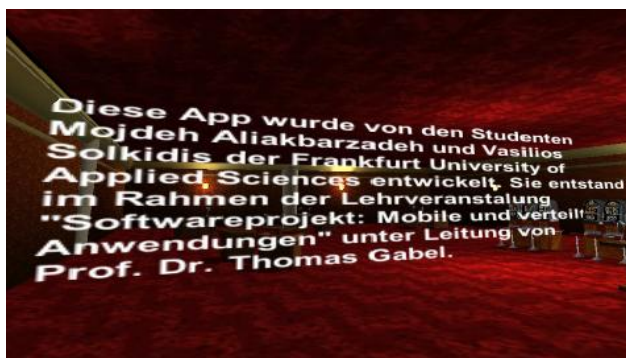 Diese App wurde von den Studenten
Mojdeh Aliakbarzadeh und Vasilios
Solkidis der Frankfurt University of
Applied Sciences entwickelt. Sie entstand
im Rahmen der Lehrveranstalung
"Softwareprojekt: Mobile und verteilt
Anwendungen" unter Leitung von
Prof. Dr. Thomas Gabel.